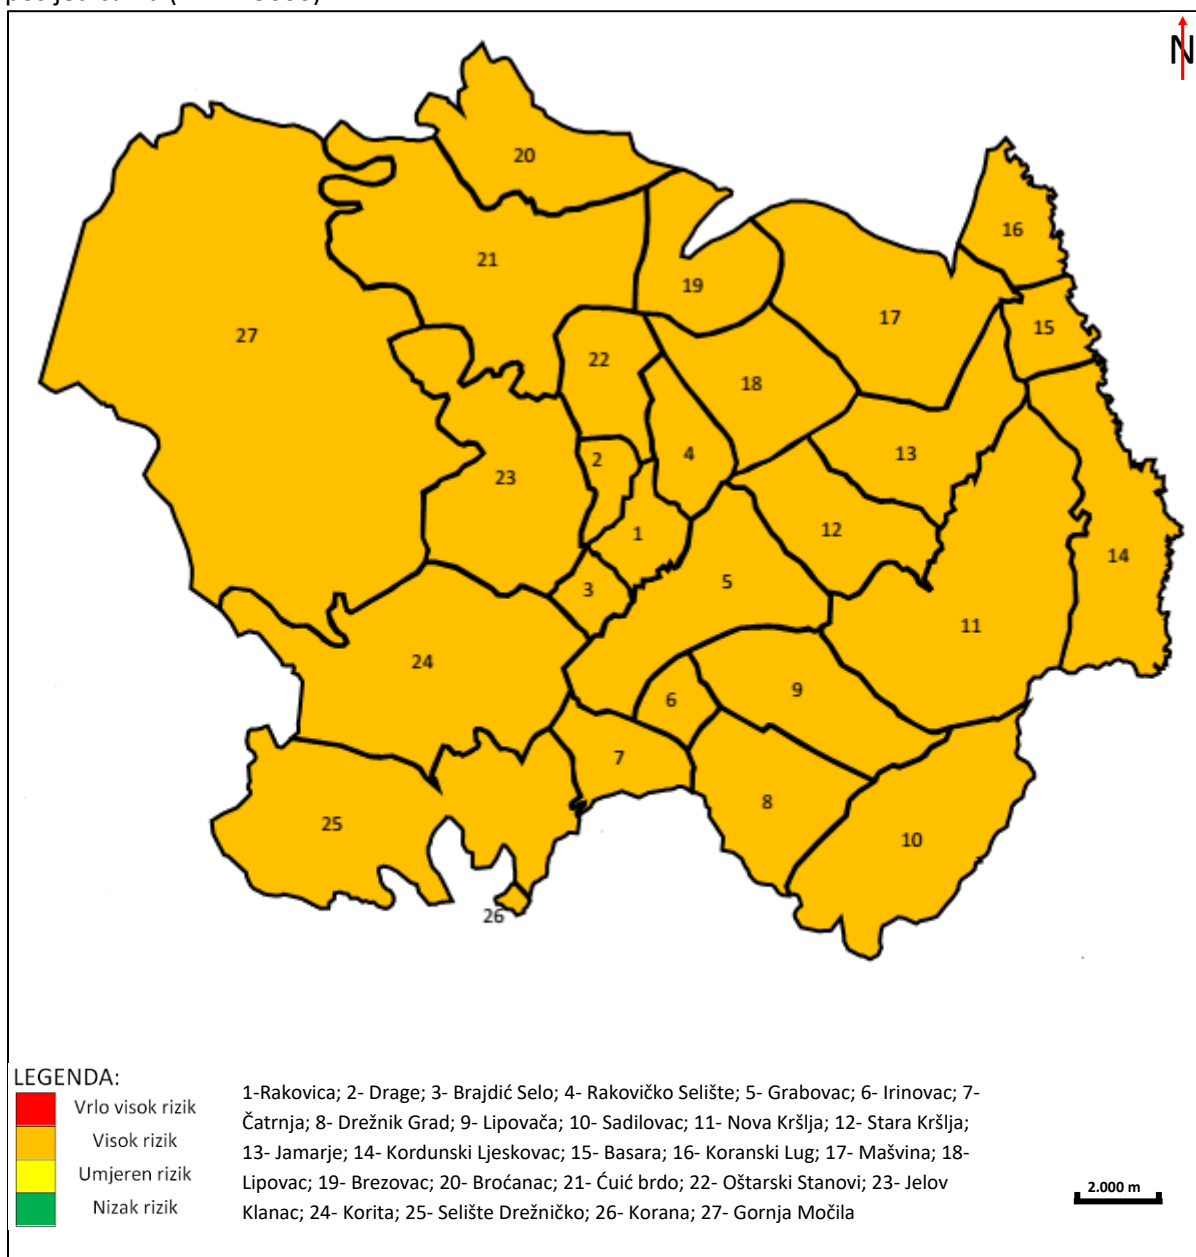 N
20
16
21
19
27
17
15
22
18
13
2
4
23
12
1
14
5
3
11
24
9
6
7
8
25
10
26
LEGENDA:
Vrlo visok rizik
Visok rizik
Umjeren rizik
Nizak rizik
1-Rakovica; 2- Drage; 3- Brajdić Selo; 4- Rakovičko Selište; 5- Grabovac; 6- Irinovac; 7-
Čatrnja; 8- Drežnik Grad; 9- Lipovača; 10- Sadilovac; 11- Nova Kršlja; 12- Stara Kršlja;
13- Jamarje; 14- Kordunski Ljeskovac; 15- Basara; 16- Koranski Lug; 17- Mašvina; 18-
Lipovac; 19- Brezovac; 20- Broćanac; 21- Ćuić brdo; 22- Oštarski Stanovi; 23- Jelov
Klanac; 24- Korita; 25- Selište Drežničko; 26- Korana; 27- Gornja Močila
2.000 m